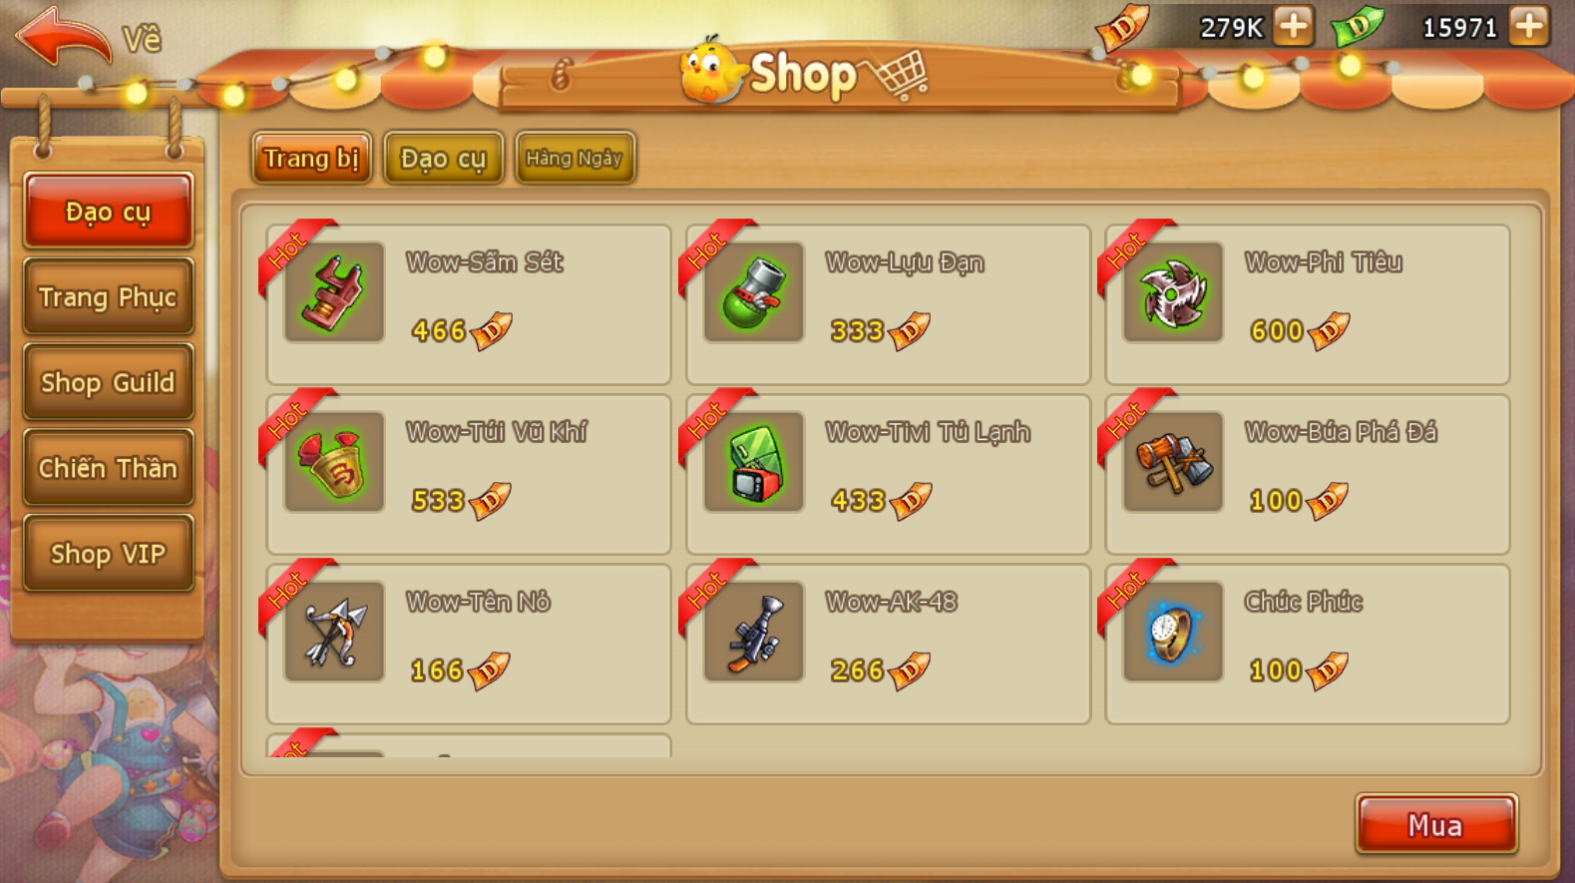 Về
Shop
279K
15971
Trang bị
Đạo cụ
Hàng Ngày
Đạo cụ
Trang Phục
Shop Guild
Chiến Thần
Shop VIP
Hot
Wow-Sấm Sét
466
Hot
Wow-Lựu Đạn
333
Hot
Wow-Phi Tiêu
600
Hot
Wow-Túi Vũ Khí
533
Hot
Wow-Tivi Tủ Lạnh
433
Hot
Wow-Búa Phá Đá
100
Hot
Wow-Tên Nỏ
166
Hot
Wow-AK-48
266
Hot
Chúc Phúc
100
Mua